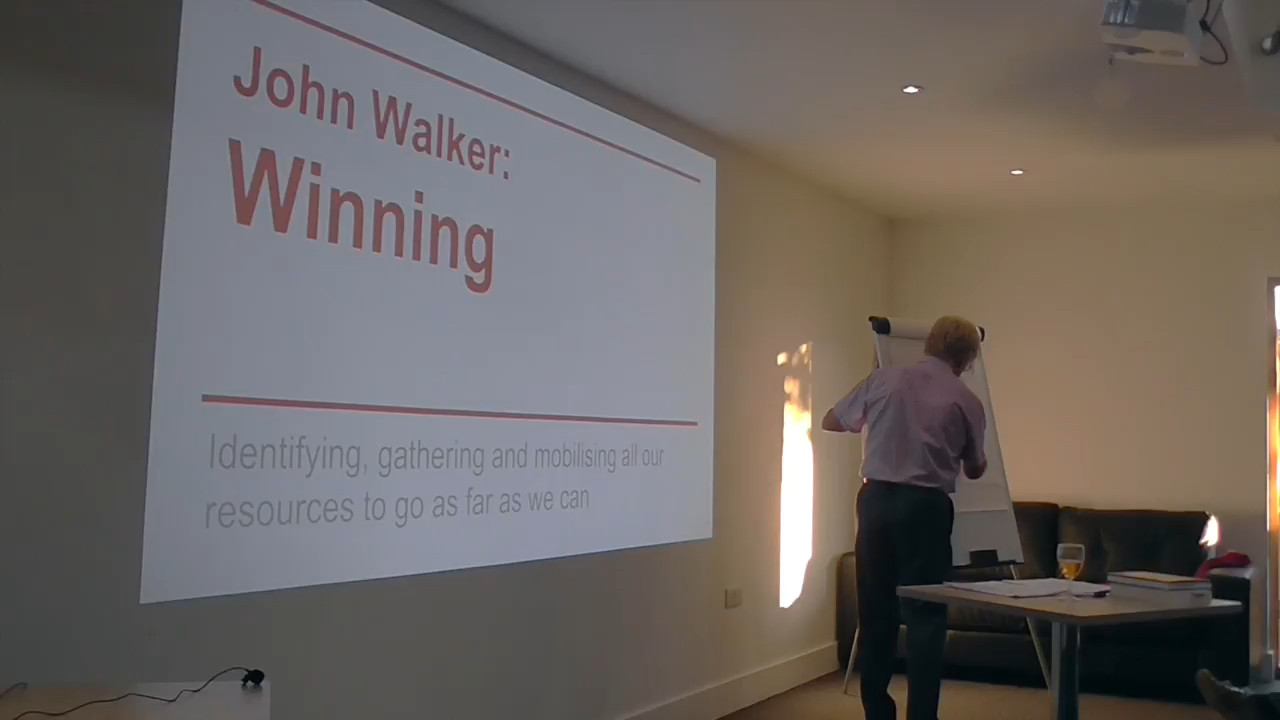 John Walker:
Winning
Identifying, gathering and mobilising all our
resources to go as far as we can